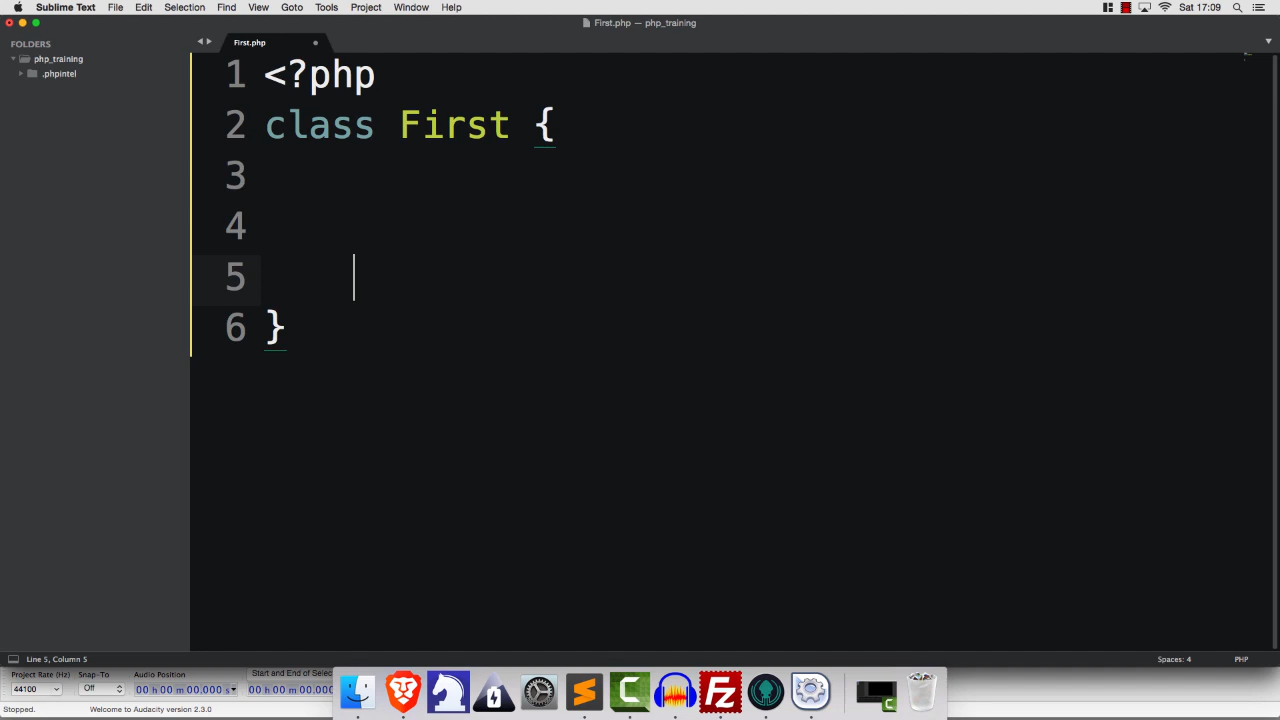 Sublime Text File Edit Selection Find View Goto Tools Project Window Help Sat 17:09
First.php — php_training
FOLDERS
php_training
.phpintel
First.php
1 <?php
2 class First {
3
4
5
6 }
Line 5, Column 5 Spaces: 4 PHP
Project Rate (Hz) Snap-To Audio Position Start and End of Selec
44100 Off 00 h 00 m 00.000 s 00 h 00 m 00.000
Stopped. Welcome to Audacity version 2.3.0